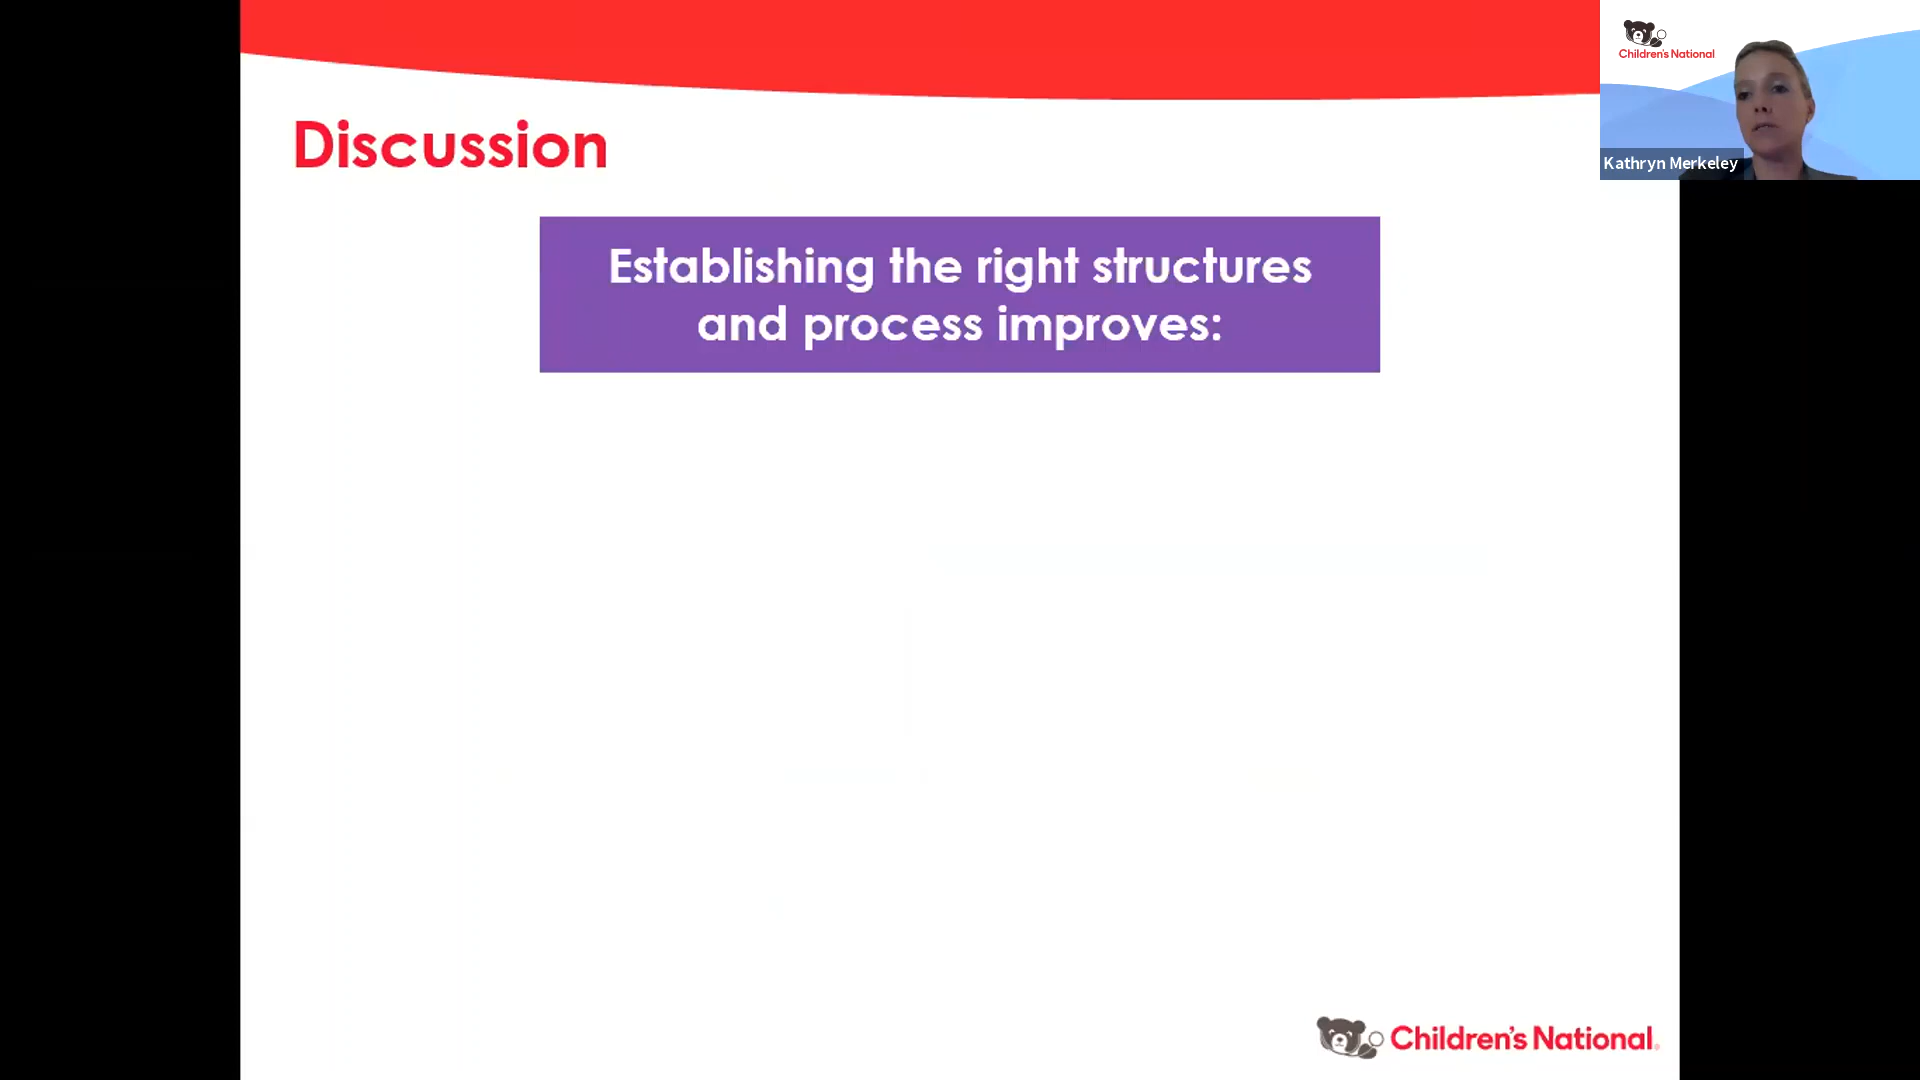 Children's National
Kathryn Merkeley
Discussion
Establishing the right structures
and process improves:
Children's National